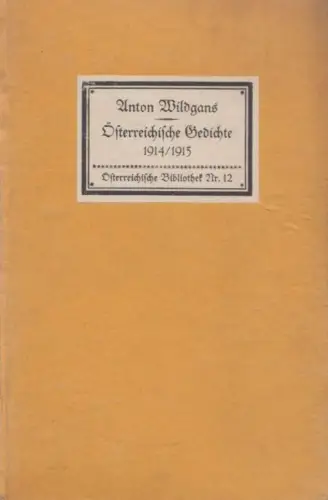 Anton Wildgans
Österreichische Gedichte
1914/1915
Österreichische Bibliothek Nr. 12